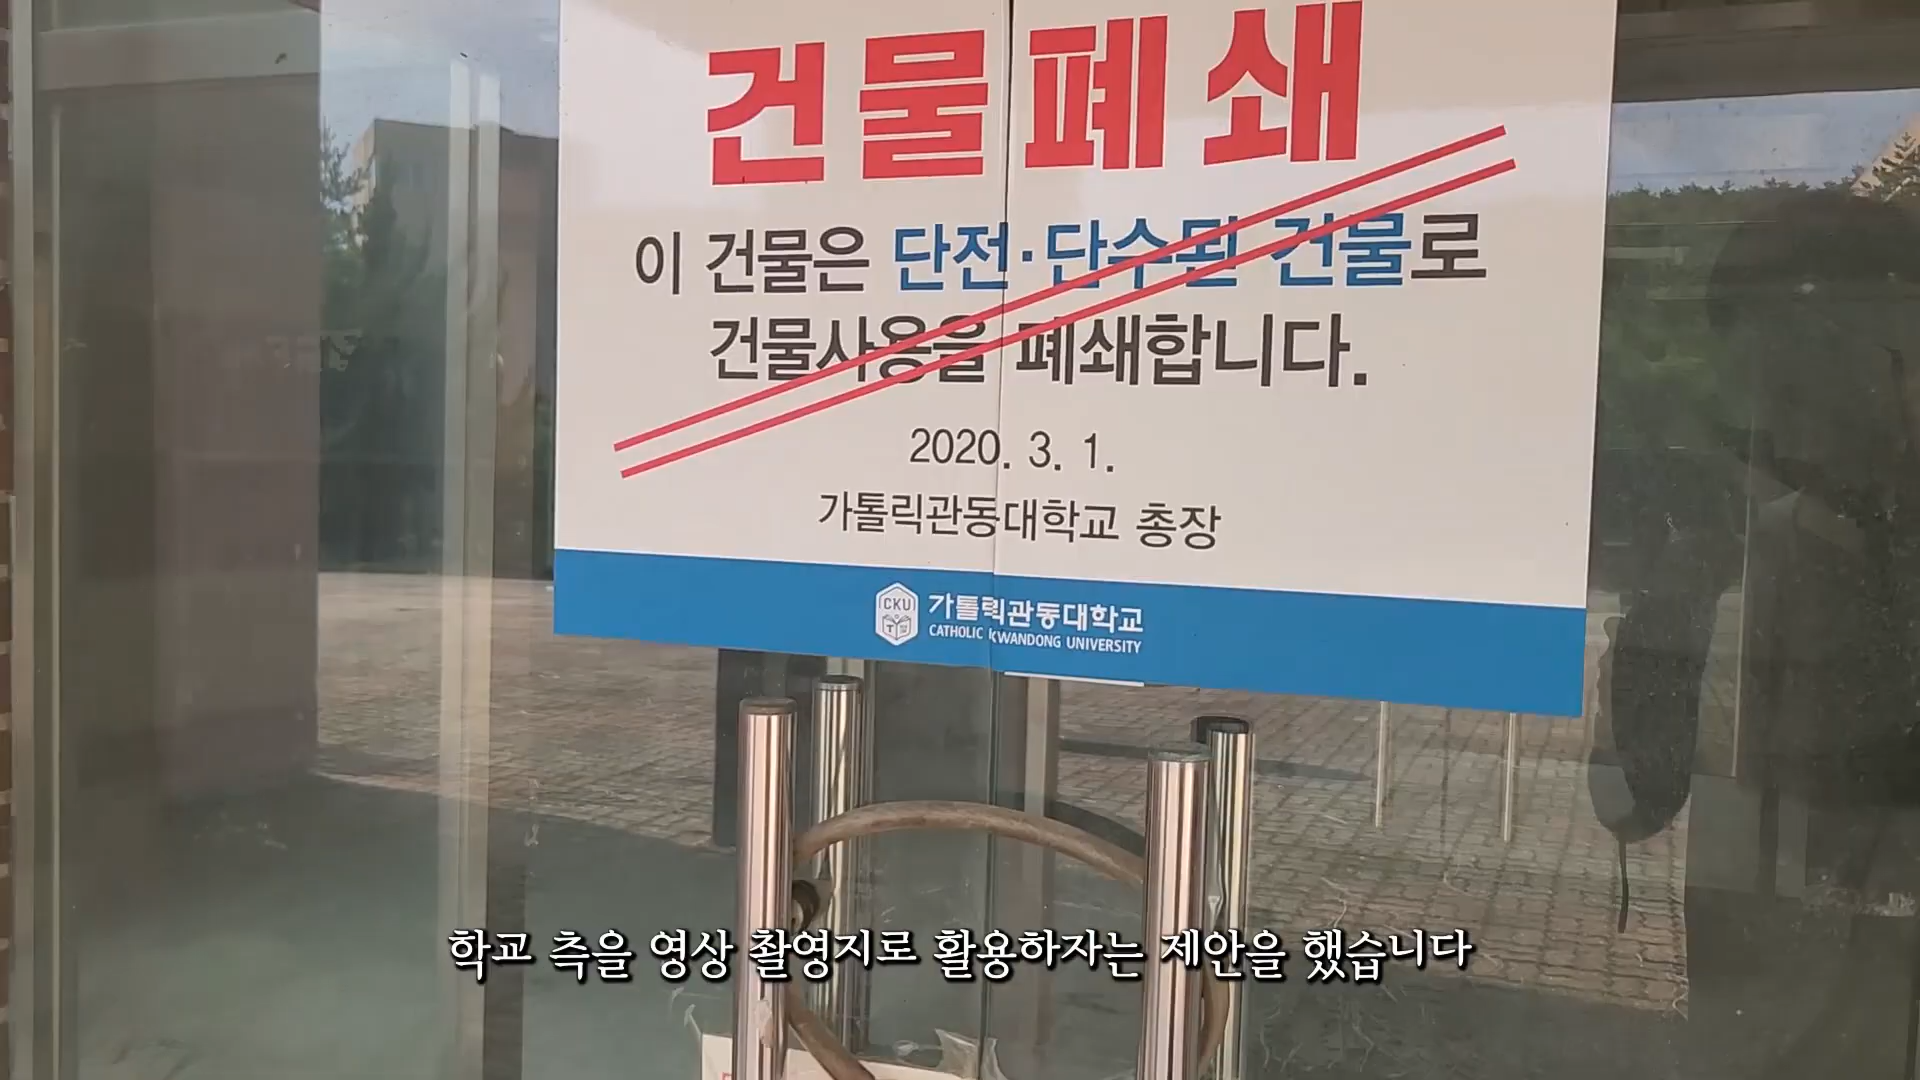 건물폐쇄
이 건물은 단전·단수된 건물로
건물사용을 폐쇄합니다.
2020. 3. 1.
가톨릭관동대학교 총장
CKU
가톨릭관동대학교
CATHOLIC KWANDONG UNIVERSITY
학교 측을 영상 촬영지로 활용하자는 제안을 했습니다